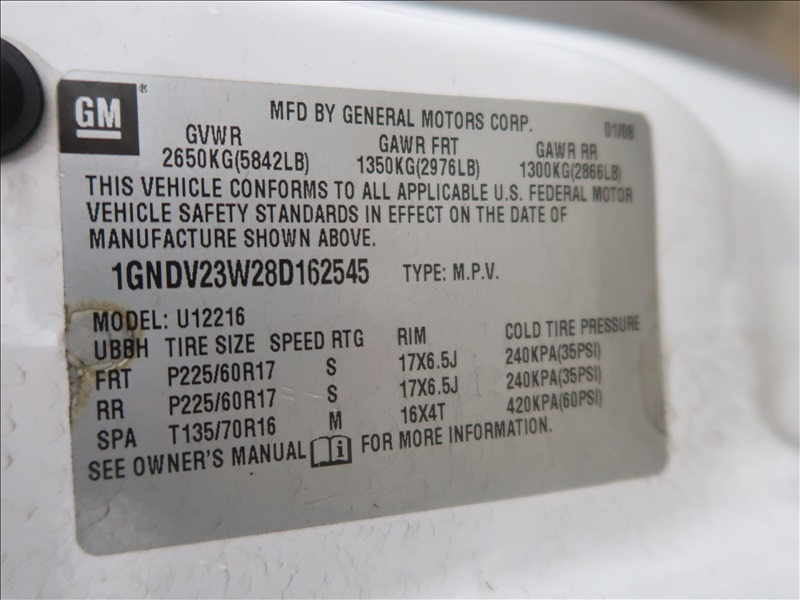 GM
MFD BY GENERAL MOTORS CORP. 01/08
GVWR GAWR FRT GAWR RR
2650KG(5842LB) 1350KG(2976LB) 1300KG(2866LB)
THIS VEHICLE CONFORMS TO ALL APPLICABLE U.S. FEDERAL MOTOR
VEHICLE SAFETY STANDARDS IN EFFECT ON THE DATE OF
MANUFACTURE SHOWN ABOVE.
1GNDV23W28D162545 TYPE: M.P.V.
MODEL: U12216
UBBH TIRE SIZE SPEED RTG RIM COLD TIRE PRESSURE
FRT P225/60R17 S 17X6.5J 240KPA(35PSI)
RR P225/60R17 S 17X6.5J 240KPA(35PSI)
SPA T135/70R16 M 16X4T 420KPA(60PSI)
SEE OWNER'S MANUAL i FOR MORE INFORMATION.